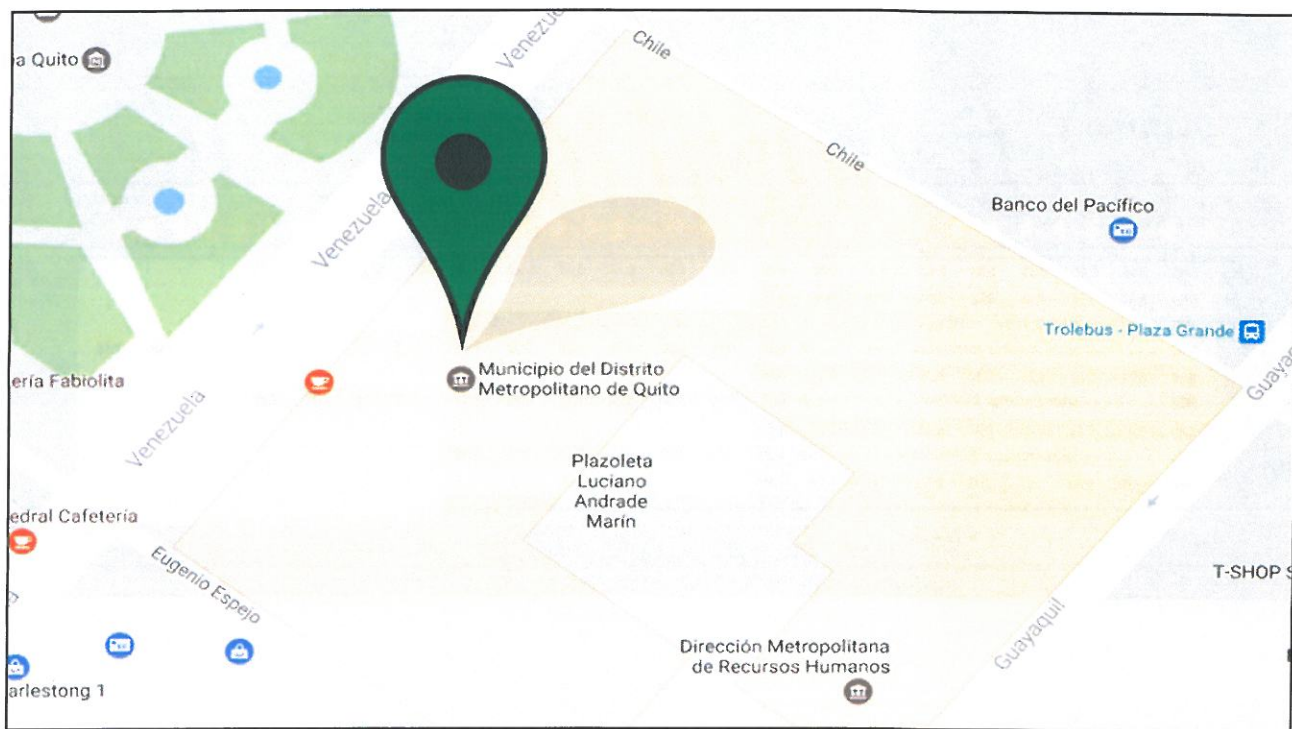 Venezuela
Chile
a Quito
Chile
Banco del Pacífico
Venezuela
Trolebus - Plaza Grande
Municipio del Distrito
Metropolitano de Quito
ería Fabiolita
Venezuela
Plazoleta
Luciano
Andrade
Marín
edral Cafetería
Eugenio Espejo
T-SHOP
Guayaquil
Dirección Metropolitana
de Recursos Humanos
arlestong 1